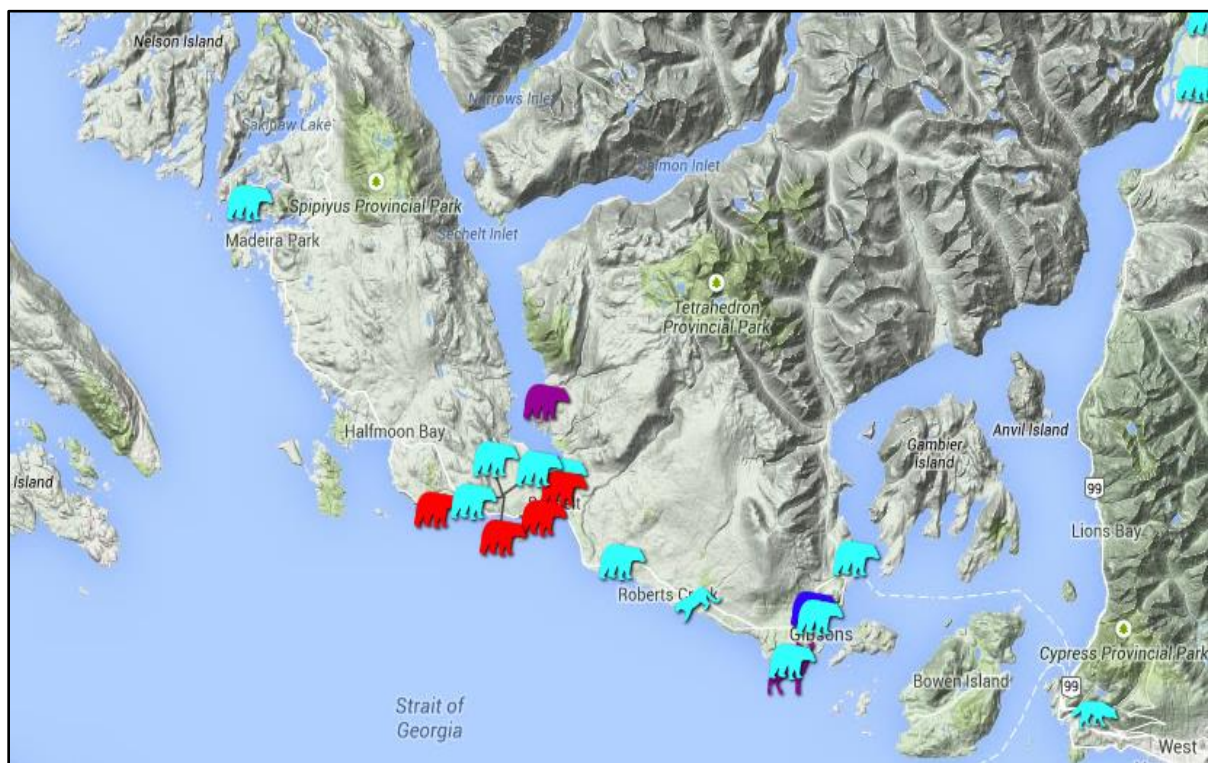 Nelson Island
Narrows Inlet
Sakinaw Lake
Salmon Inlet
Spipiyus Provincial Park
Sechelt Inlet
Madeira Park
Tetrahedron
Provincial Park
Halfmoon Bay
Anvil Island
Gambier
Island
Island
99
Lions Bay
Roberts Creek
Gibsons
Cypress Provincial Park
Bowen Island
99
Strait of
Georgia
West